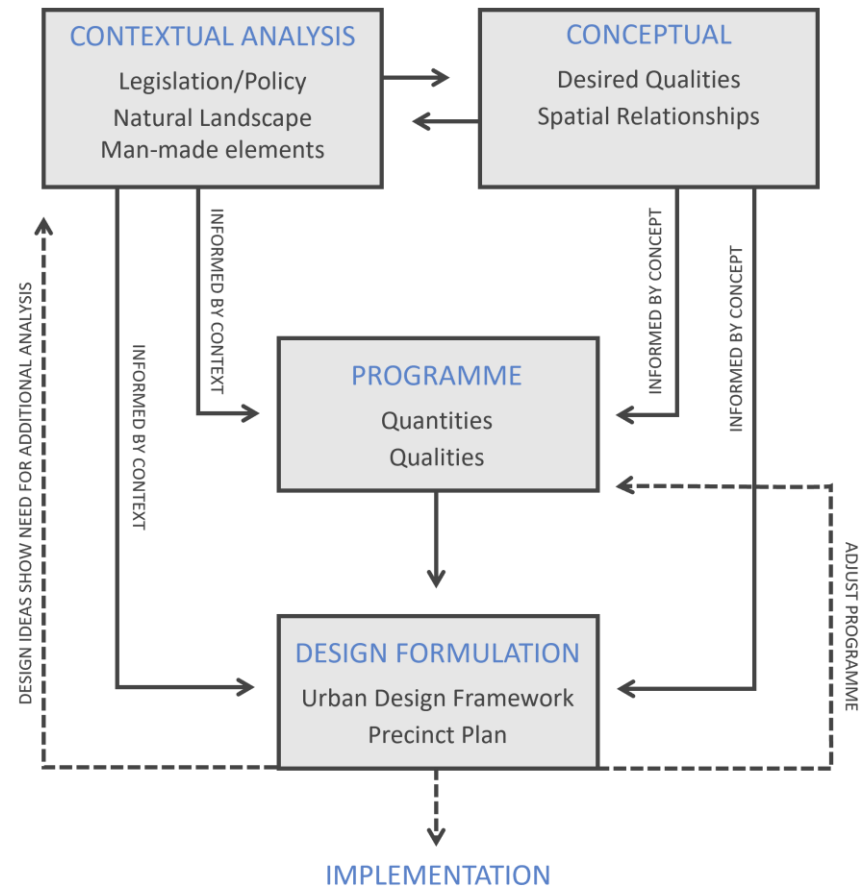 CONTEXTUAL ANALYSIS
Legislation/Policy
Natural Landscape
Man-made elements
CONCEPTUAL
Desired Qualities
Spatial Relationships
DESIGN IDEAS SHOW NEED FOR ADDITIONAL ANALYSIS
INFORMED BY CONTEXT
INFORMED BY CONTEXT
INFORMED BY CONCEPT
INFORMED BY CONCEPT
PROGRAMME
Quantities
Qualities
ADJUST PROGRAMME
DESIGN FORMULATION
Urban Design Framework
Precinct Plan
IMPLEMENTATION